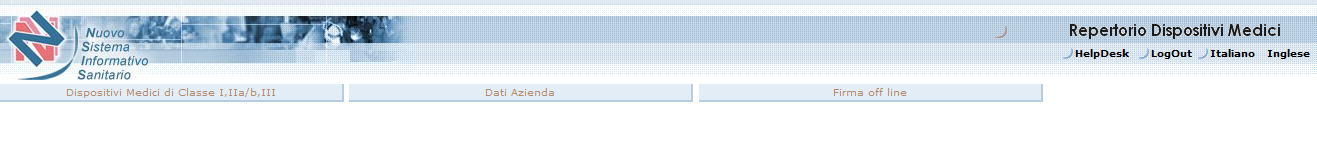 Nuovo
Sistema
Informativo
Sanitario
Repertorio Dispositivi Medici
HelpDesk LogOut Italiano Inglese
Dispositivi Medici di Classe I,IIa/b,III Dati Azienda Firma off line